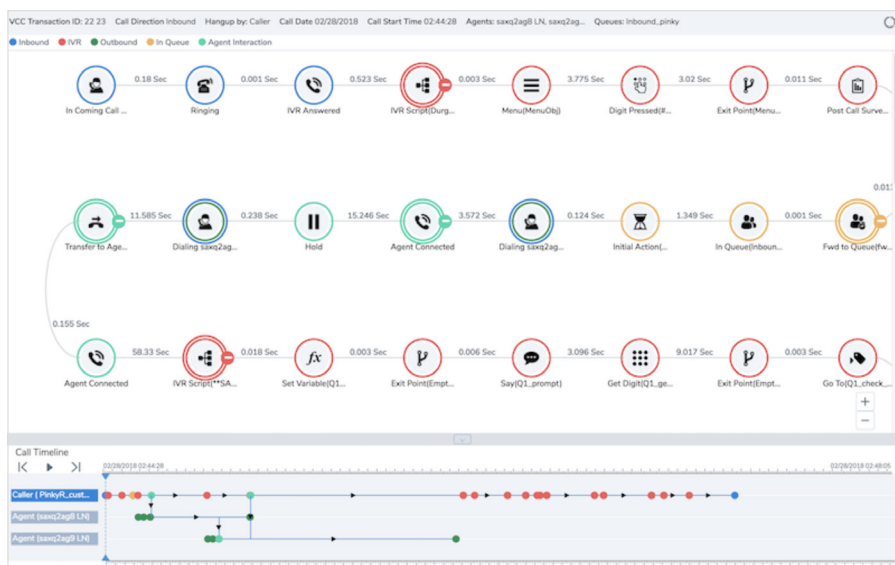 VCC Transaction ID: 22 23 Call Direction Inbound Hangup by: Caller Call Date 02/28/2018 Call Start Time 02:44:28 Agents: saxq2ag8 LN, saxq2ag... Queues: Inbound_pinky
Inbound IVR Outbound In Queue Agent Interaction
0.18 Sec 0.001 Sec 0.523 Sec 0.003 Sec 3.775 Sec 3.02 Sec 0.011 Sec
In Coming Call ... Ringing IVR Answered IVR Script(Durg... Menu(MenuObj) Digit Pressed(#... Exit Point(Menu... Post Call Surve...
0.01
11.585 Sec 0.238 Sec 15.246 Sec 3.572 Sec 0.124 Sec 1.349 Sec 0.001 Sec
Transfer to Age... Dialing saxq2ag... Hold Agent Connected Dialing saxq2ag... Initial Action(... In Queue(Inboun... Fwd to Queue(fw...
0.155 Sec
58.33 Sec 0.018 Sec 0.003 Sec 0.006 Sec 3.096 Sec 9.017 Sec 0.003 Sec
fx
Agent Connected IVR Script(**SA... Set Variable(Q1... Exit Point(Empt... Say(Q1_prompt) Get Digit(Q1_ge... Exit Point(Empt... Go To(Q1_check_...
Call Timeline
02/28/2018 02:44:28 02/28/2018 02:48:05
Caller ( PinkyR_cust...
Agent (saxq2ag8 LN)
Agent (saxq2ag9 LN)